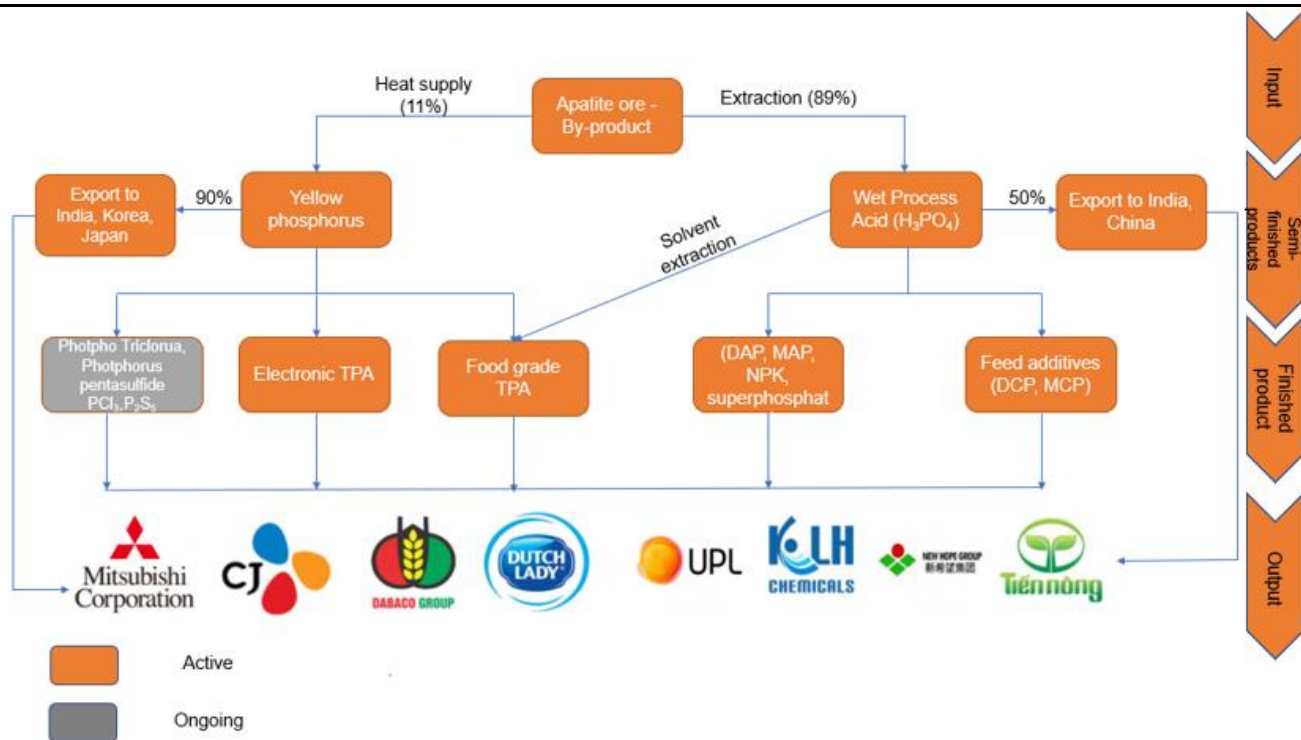 Heat supply
(11%)
Apatite ore -
By-product
Extraction (89%)
Input
Export to
India, Korea,
Japan
90%
Yellow
phosphorus
Solvent
extraction
Wet Process
Acid (H₃PO₄)
50%
Export to India,
China
Semi-
finished
products
Photpho Triclorua,
Photphorus
pentasulfide
PCl₃,P₂S₅
Electronic TPA
Food grade
TPA
(DAP, MAP,
NPK,
superphosphat
Feed additives
(DCP, MCP)
Finished
product
Mitsubishi
Corporation
CJ
DABACO GROUP
DUTCH
LADY
UPL
KLH
CHEMICALS
NEW HOPE GROUP
新希望集团
Tiến nông
Output
Active
Ongoing